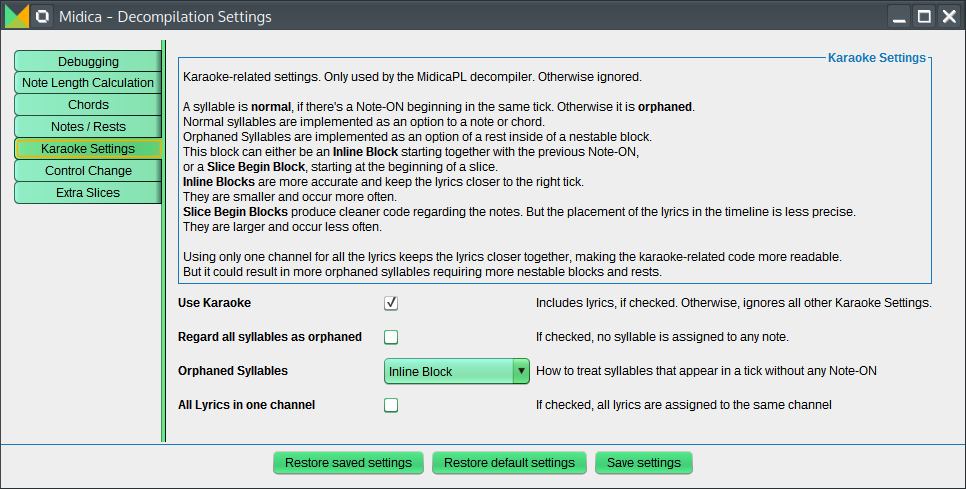 Midica - Decompilation Settings
Debugging
Note Length Calculation
Chords
Notes / Rests
Karaoke Settings
Control Change
Extra Slices
Karaoke Settings
Karaoke-related settings. Only used by the MidicaPL decompiler. Otherwise ignored.
A syllable is normal, if there's a Note-ON beginning in the same tick. Otherwise it is orphaned.
Normal syllables are implemented as an option to a note or chord.
Orphaned Syllables are implemented as an option of a rest inside of a nestable block.
This block can either be an Inline Block starting together with the previous Note-ON,
or a Slice Begin Block, starting at the beginning of a slice.
Inline Blocks are more accurate and keep the lyrics closer to the right tick.
They are smaller and occur more often.
Slice Begin Blocks produce cleaner code regarding the notes. But the placement of the lyrics in the timeline is less precise.
They are larger and occur less often.
Using only one channel for all the lyrics keeps the lyrics closer together, making the karaoke-related code more readable.
But it could result in more orphaned syllables requiring more nestable blocks and rests.
Use Karaoke Includes lyrics, if checked. Otherwise, ignores all other Karaoke Settings.
Regard all syllables as orphaned If checked, no syllable is assigned to any note.
Orphaned Syllables Inline Block How to treat syllables that appear in a tick without any Note-ON
All Lyrics in one channel If checked, all lyrics are assigned to the same channel
Restore saved settings Restore default settings Save settings